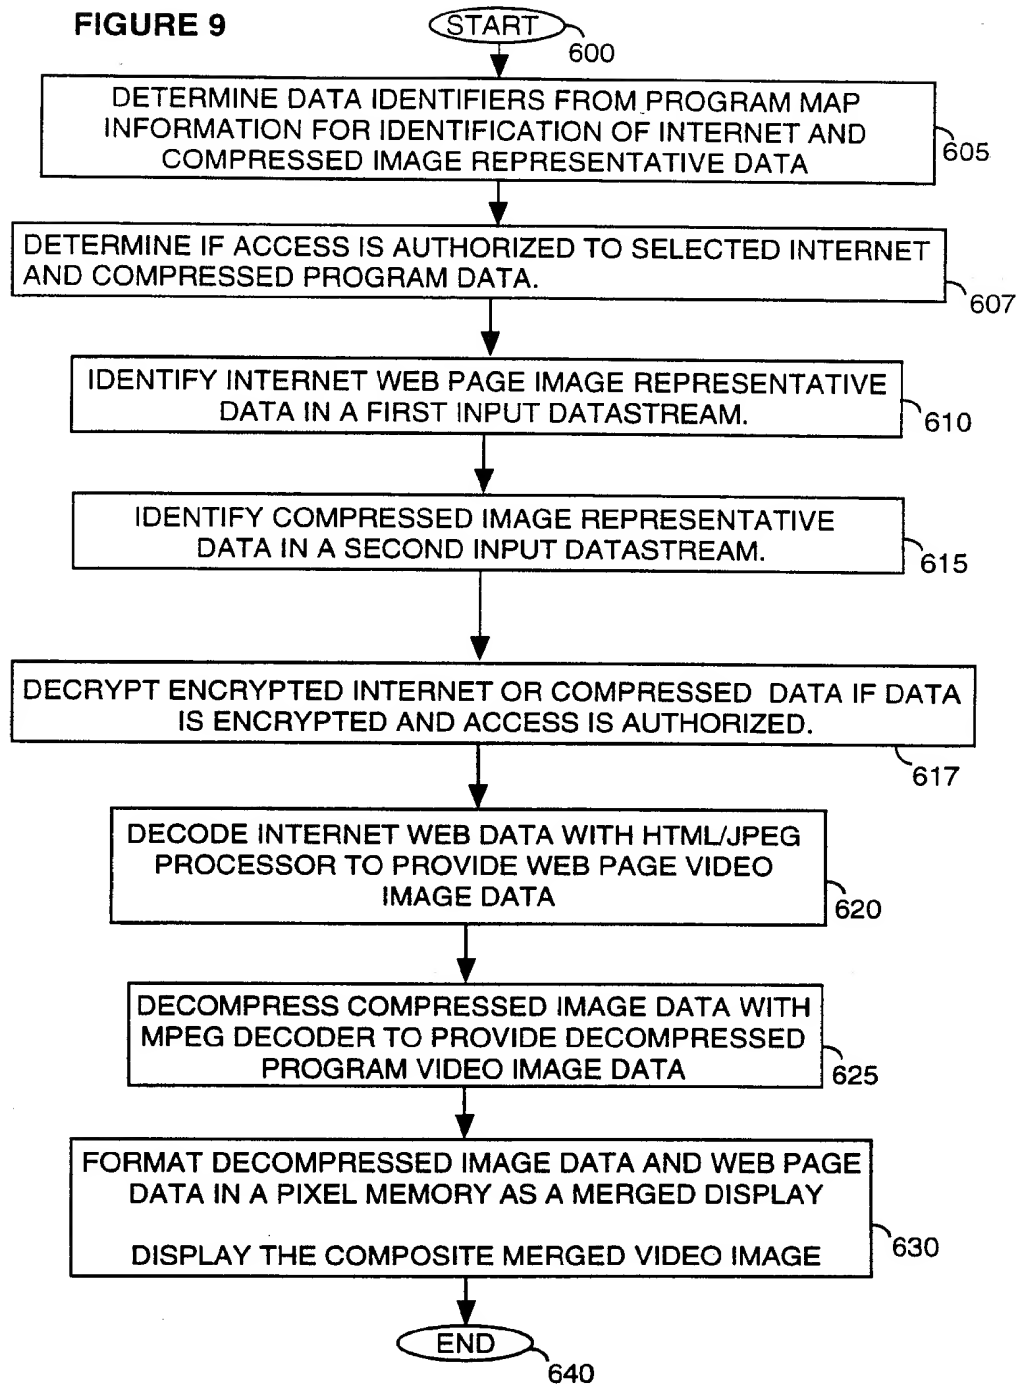 FIGURE 9
START
600
DETERMINE DATA IDENTIFIERS FROM PROGRAM MAP
INFORMATION FOR IDENTIFICATION OF INTERNET AND
COMPRESSED IMAGE REPRESENTATIVE DATA
605
DETERMINE IF ACCESS IS AUTHORIZED TO SELECTED INTERNET
AND COMPRESSED PROGRAM DATA.
607
IDENTIFY INTERNET WEB PAGE IMAGE REPRESENTATIVE
DATA IN A FIRST INPUT DATASTREAM.
610
IDENTIFY COMPRESSED IMAGE REPRESENTATIVE
DATA IN A SECOND INPUT DATASTREAM.
615
DECRYPT ENCRYPTED INTERNET OR COMPRESSED DATA IF DATA
IS ENCRYPTED AND ACCESS IS AUTHORIZED.
617
DECODE INTERNET WEB DATA WITH HTML/JPEG
PROCESSOR TO PROVIDE WEB PAGE VIDEO
IMAGE DATA
620
DECOMPRESS COMPRESSED IMAGE DATA WITH
MPEG DECODER TO PROVIDE DECOMPRESSED
PROGRAM VIDEO IMAGE DATA
625
FORMAT DECOMPRESSED IMAGE DATA AND WEB PAGE
DATA IN A PIXEL MEMORY AS A MERGED DISPLAY
DISPLAY THE COMPOSITE MERGED VIDEO IMAGE
630
END
640